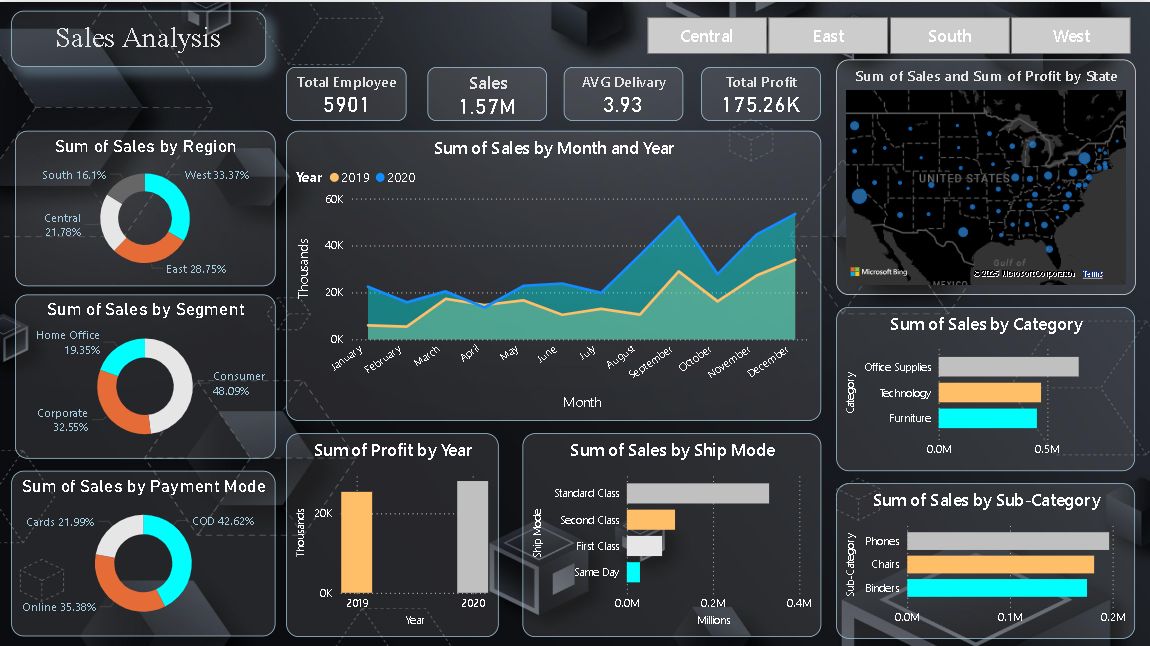 Sales Analysis
Central
East
South
West
Total Employee
5901
Sales
1.57M
AVG Delivary
3.93
Total Profit
175.26K
Sum of Sales and Sum of Profit by State
UNITED STATES
Gulf of
MEXICO
Microsoft Bing
© 2025 Microsoft Corporation
Terms
Sum of Sales by Region
South 16.1%
West 33.37%
Central
21.78%
East 28.75%
Sum of Sales by Month and Year
Year 2019 2020
60K
40K
20K
0K
Thousands
January
February
March
April
May
June
July
August
September
October
November
December
Month
Sum of Sales by Segment
Home Office
19.35%
Consumer
48.09%
Corporate
32.55%
Sum of Sales by Category
Category
Office Supplies
Technology
Furniture
0.0M
0.5M
Sum of Sales by Payment Mode
Cards 21.99%
COD 42.62%
Online 35.38%
Sum of Profit by Year
Thousands
20K
0K
2019
2020
Year
Sum of Sales by Ship Mode
Ship Mode
Standard Class
Second Class
First Class
Same Day
0.0M
0.2M
0.4M
Millions
Sum of Sales by Sub-Category
Sub-Category
Phones
Chairs
Binders
0.0M
0.1M
0.2M